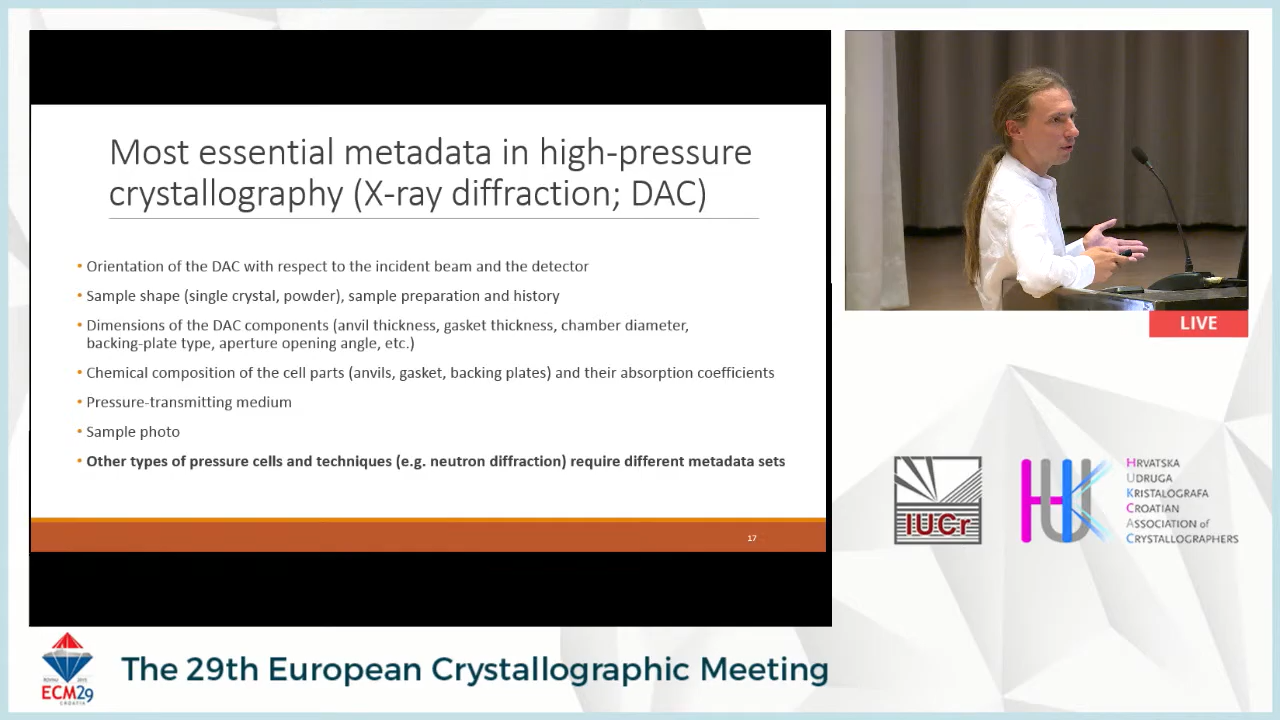 Most essential metadata in high-pressure
crystallography (X-ray diffraction; DAC)
• Orientation of the DAC with respect to the incident beam and the detector
• Sample shape (single crystal, powder), sample preparation and history
• Dimensions of the DAC components (anvil thickness, gasket thickness, chamber diameter,
backing-plate type, aperture opening angle, etc.)
• Chemical composition of the cell parts (anvils, gasket, backing plates) and their absorption coefficients
• Pressure-transmitting medium
• Sample photo
• Other types of pressure cells and techniques (e.g. neutron diffraction) require different metadata sets
17
LIVE
IUCr
HUK
HRVATSKA
UDRUGA
KRISTALOGRAFA
CROATIAN
ASSOCIATION of
CRYSTALLOGRAPHERS
ECM29
CROATIA
The 29th European Crystallographic Meeting